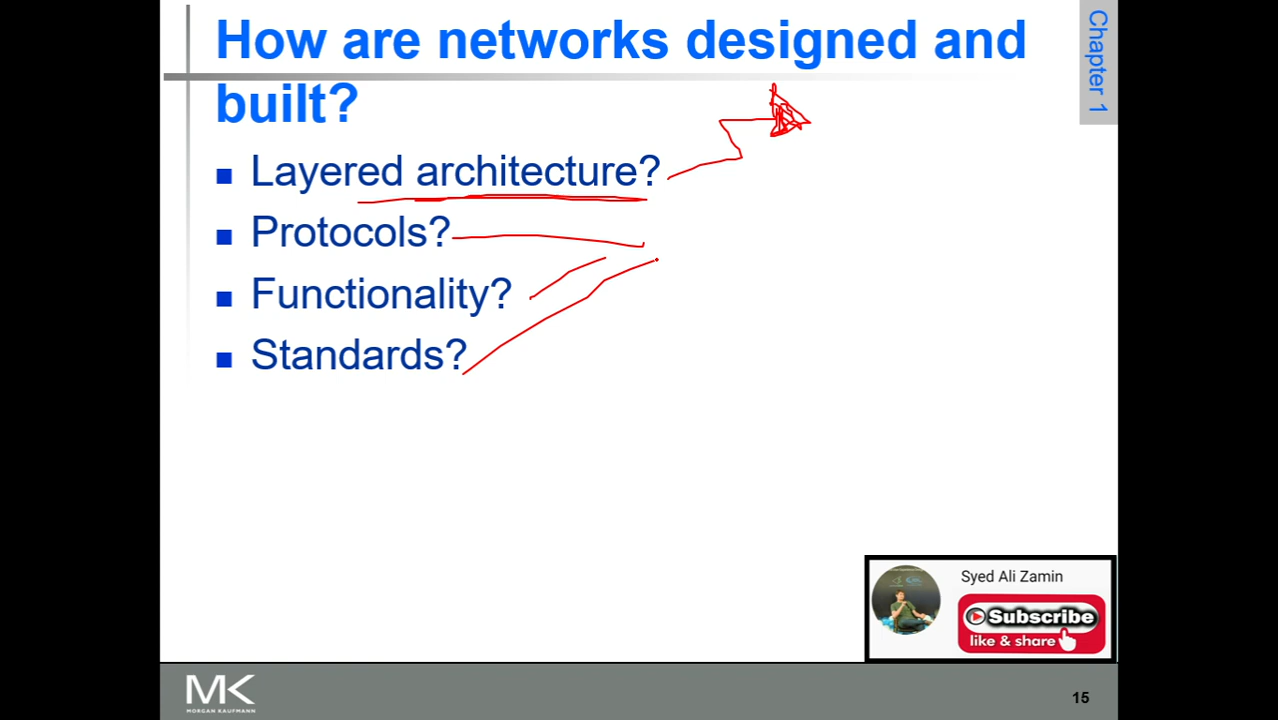 How are networks designed and
built?
Chapter 1
Layered architecture?
Protocols?
Functionality?
Standards?
Syed Ali Zamin
Subscribe
like & share
MK
MORGAN KAUFMANN
15